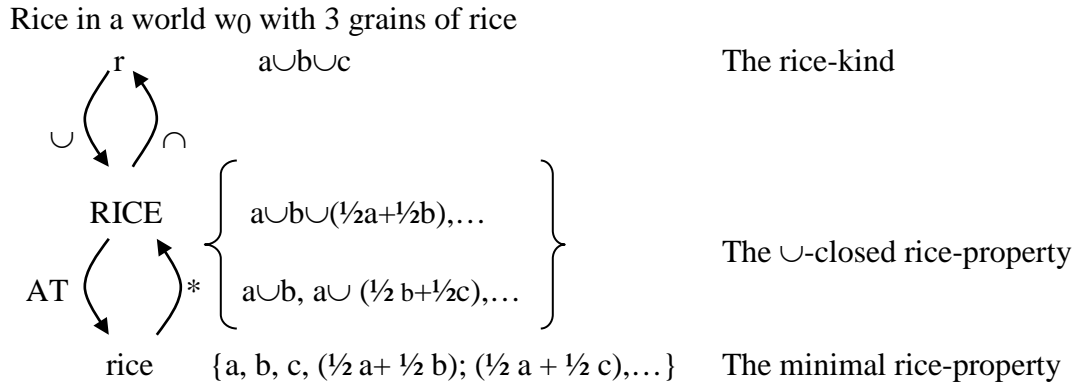 Rice in a world w0 with 3 grains of rice
r a∪b∪c The rice-kind
∪ ∩
RICE a∪b∪(½a+½b),…
The ∪-closed rice-property
AT * a∪b, a∪ (½ b+½c),…
rice {a, b, c, (½ a+ ½ b); (½ a + ½ c),…} The minimal rice-property